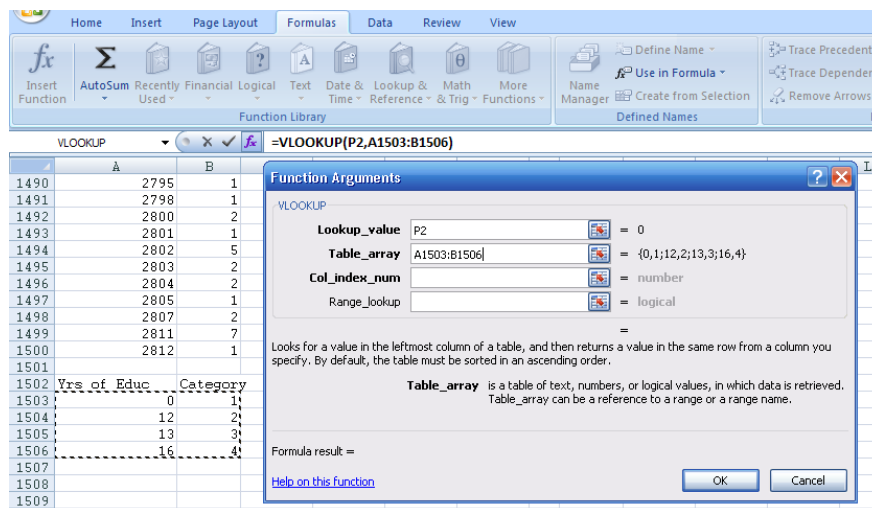 Home Insert Page Layout Formulas Data Review View
fx Σ ? A θ
Insert Function AutoSum Recently Used Financial Logical Text Date & Time Lookup & Reference Math & Trig More Functions Name Manager
Define Name Trace Preceden
Use in Formula Trace Depender
Create from Selection Remove Arrows
Function Library Defined Names
VLOOKUP fx =VLOOKUP(P2,A1503:B1506)
A B L
1490 2795 1
1491 2798 1
1492 2800 2
1493 2801 1
1494 2802 5
1495 2803 2
1496 2804 2
1497 2805 1
1498 2807 2
1499 2811 7
1500 2812 1
1501
1502 Yrs of Educ Category
1503 0 1
1504 12 2
1505 13 3
1506 16 4
1507
1508
1509
Function Arguments ? X
VLOOKUP
Lookup_value P2 = 0
Table_array A1503:B1506 = {0,1;12,2;13,3;16,4}
Col_index_num = number
Range_lookup = logical
=
Looks for a value in the leftmost column of a table, and then returns a value in the same row from a column you
specify. By default, the table must be sorted in an ascending order.
Table_array is a table of text, numbers, or logical values, in which data is retrieved.
Table_array can be a reference to a range or a range name.
Formula result =
Help on this function OK Cancel